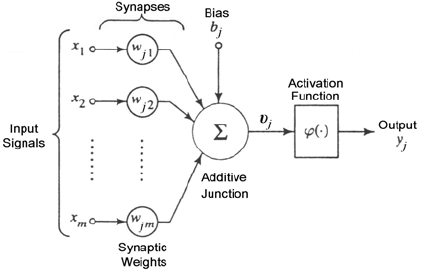 Synapses
Bias
b_j
x_1
w_j1
Activation
Function
x_2
w_j2
Input
Signals
Σ
υ_j
φ(·)
Output
y_j
Additive
Junction
x_m
w_jm
Synaptic
Weights